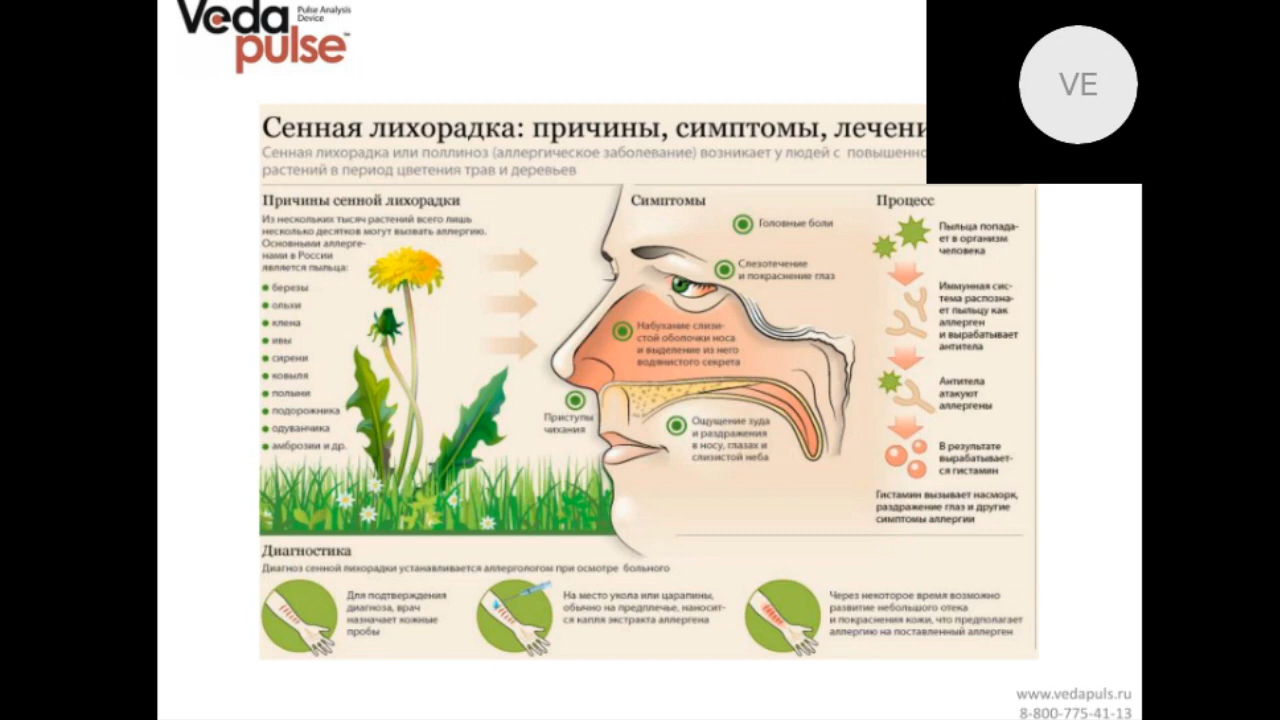 Veda
Pulse Analysis
Device
pulse™
VE
Сенная лихорадка: причины, симптомы, лечени
Сенная лихорадка или поллиноз (аллергическое заболевание) возникает у людей с повышенно
растений в период цветения трав и деревьев
Причины сенной лихорадки
Из нескольких тысяч растений всего лишь
несколько десятков могут вызвать аллергию.
Основными аллерге-
нами в России
является пыльца:
березы
ольхи
клена
ивы
сирени
ковыля
полыни
подорожника
одуванчика
амброзии и др.
Симптомы
Головные боли
Слезотечение
и покраснение глаз
Набухание слизи-
стой оболочки носа
и выделение из него
водянистого секрета
Приступы
чихания
Ощущение зуда
и раздражения
в носу, глазах и
слизистой неба
Процесс
Пыльца попада-
ет в организм
человека
Иммунная сис-
тема распозна-
ет пыльцу как
аллерген
и вырабатывает
антитела
Антитела
атакуют
аллергены
В результате
вырабатывает-
ся гистамин
Гистамин вызывает насморк,
раздражение глаз и другие
симптомы аллергии
Диагностика
Диагноз сенной лихорадки устанавливается аллергологом при осмотре больного
Для подтверждения
диагноза, врач
назначает кожные
пробы
На место укола или царапины,
обычно на предплечье, наносит-
ся капля экстракта аллергена
Через некоторое время возможно
развитие небольшого отека
и покраснения кожи, что предполагает
аллергию на поставленный аллерген
www.vedapuls.ru
8-800-775-41-13